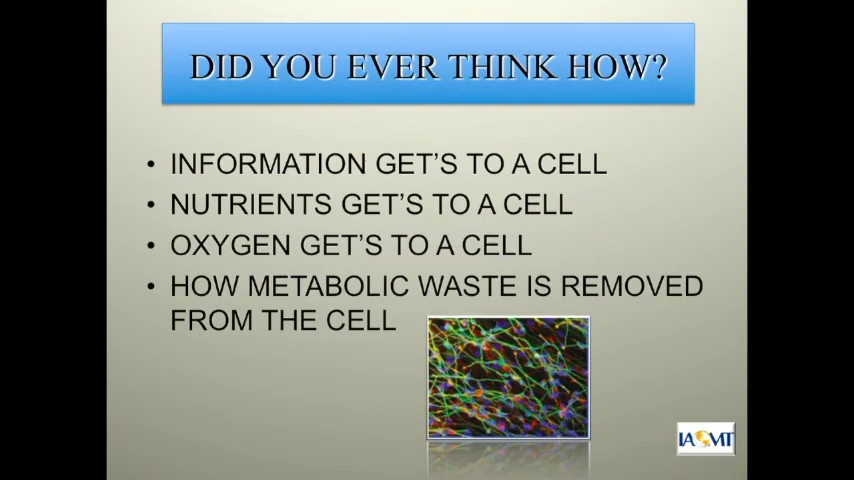 DID YOU EVER THINK HOW?
• INFORMATION GET'S TO A CELL
• NUTRIENTS GET'S TO A CELL
• OXYGEN GET'S TO A CELL
• HOW METABOLIC WASTE IS REMOVED
FROM THE CELL
IAOMT